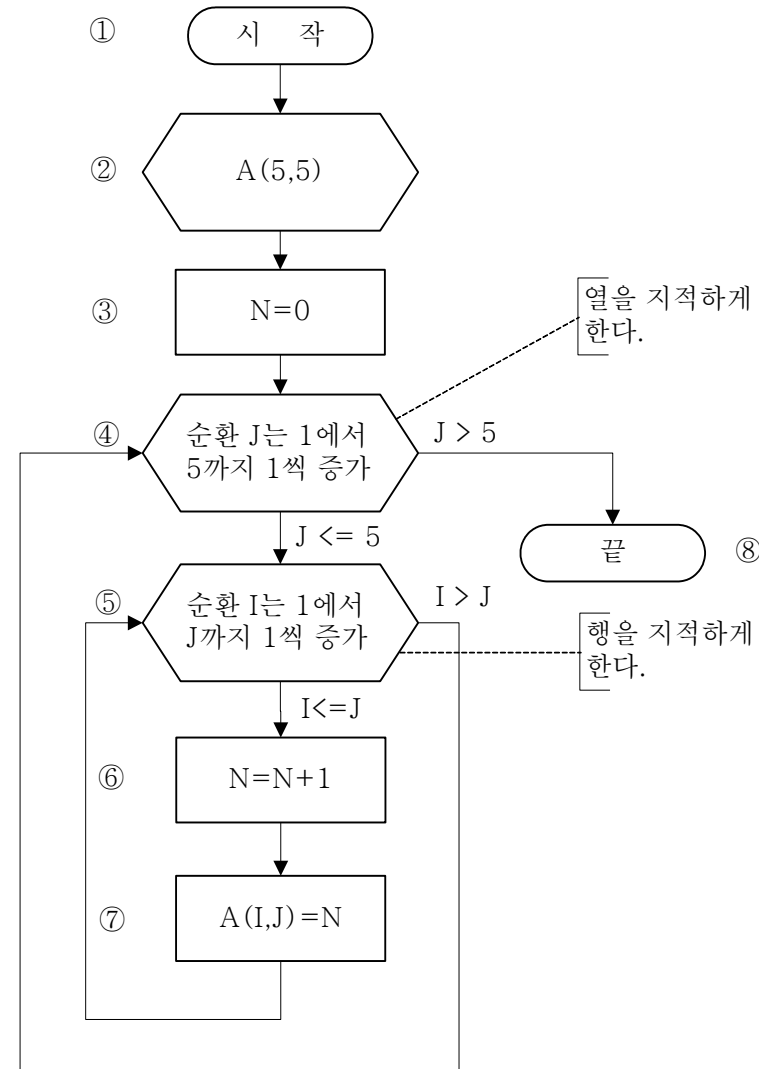 ①
시 작
②
A(5,5)
③
N=0
열을 지적하게
한다.
④
순환 J는 1에서
5까지 1씩 증가
J > 5
J <= 5
끝
⑧
⑤
순환 I는 1에서
J까지 1씩 증가
I > J
행을 지적하게
한다.
I<=J
⑥
N=N+1
⑦
A(I,J)=N